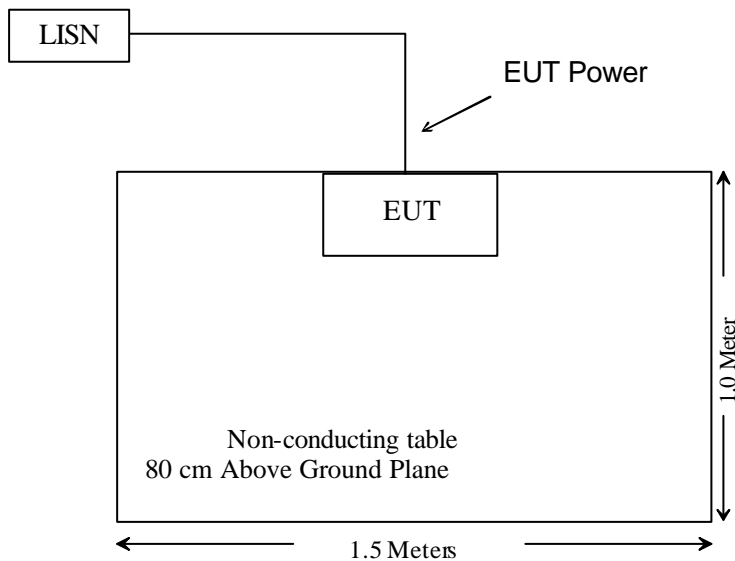 LISN
EUT Power
EUT
1.0 Meter
Non-conducting table
80 cm Above Ground Plane
1.5 Meters